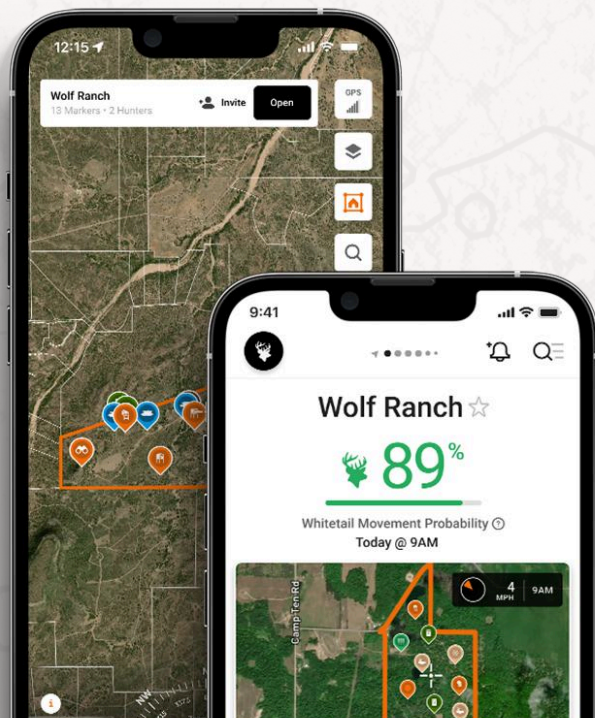 12:15
Wolf Ranch
13 Markers • 2 Hunters
Invite
Open
GPS
9:41
Wolf Ranch
89%
Whitetail Movement Probability
Today @ 9AM
Camp Ten Rd
4
MPH
9AM
NW